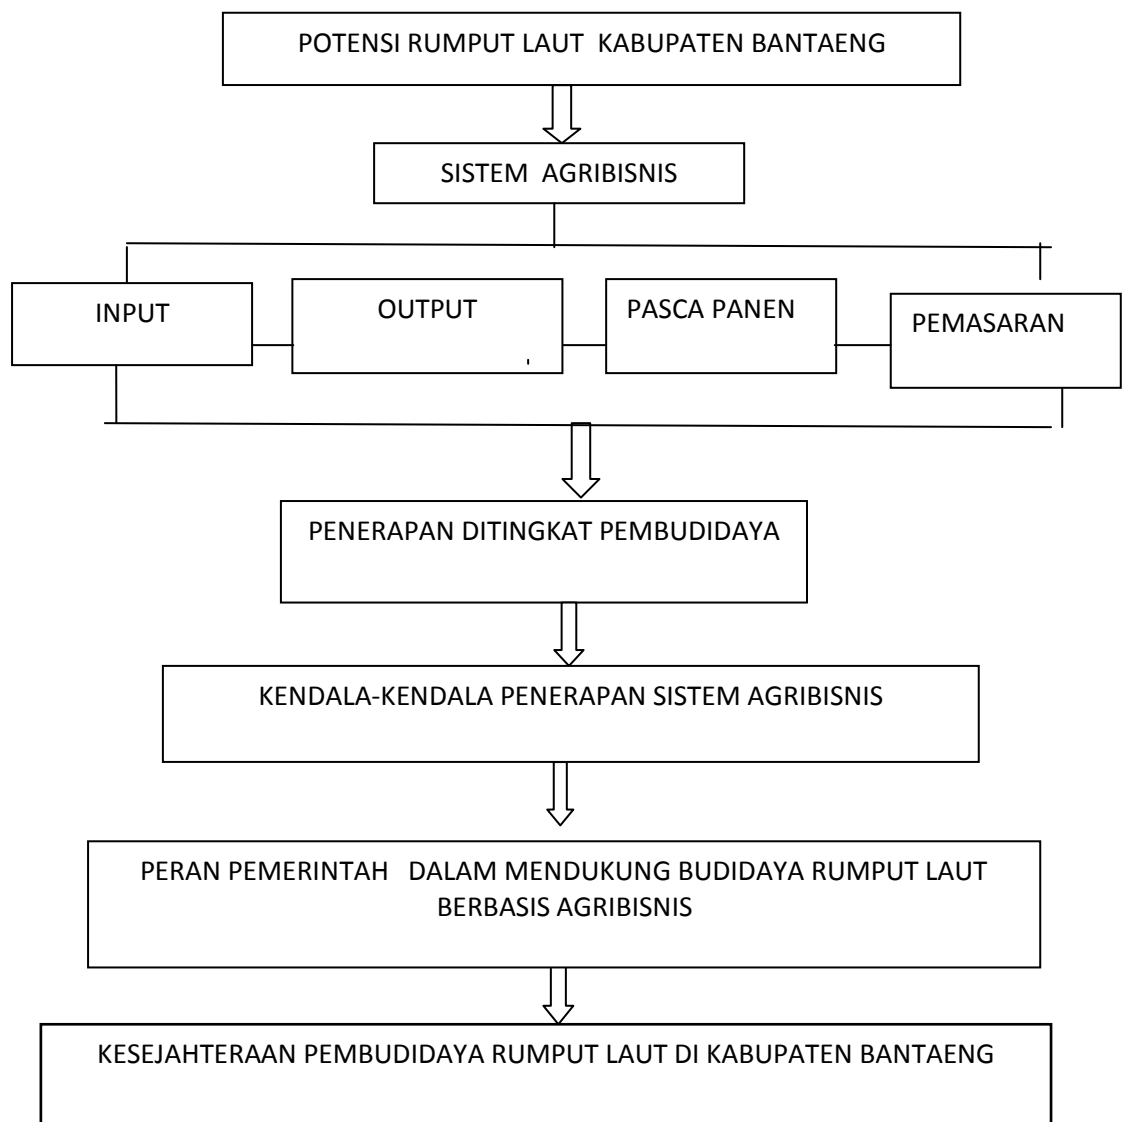 POTENSI RUMPUT LAUT KABUPATEN BANTAENG
SISTEM AGRIBISNIS
INPUT
OUTPUT
PASCA PANEN
PEMASARAN
PENERAPAN DITINGKAT PEMBUDIDAYA
KENDALA-KENDALA PENERAPAN SISTEM AGRIBISNIS
PERAN PEMERINTAH DALAM MENDUKUNG BUDIDAYA RUMPUT LAUT
BERBASIS AGRIBISNIS
KESEJAHTERAAN PEMBUDIDAYA RUMPUT LAUT DI KABUPATEN BANTAENG